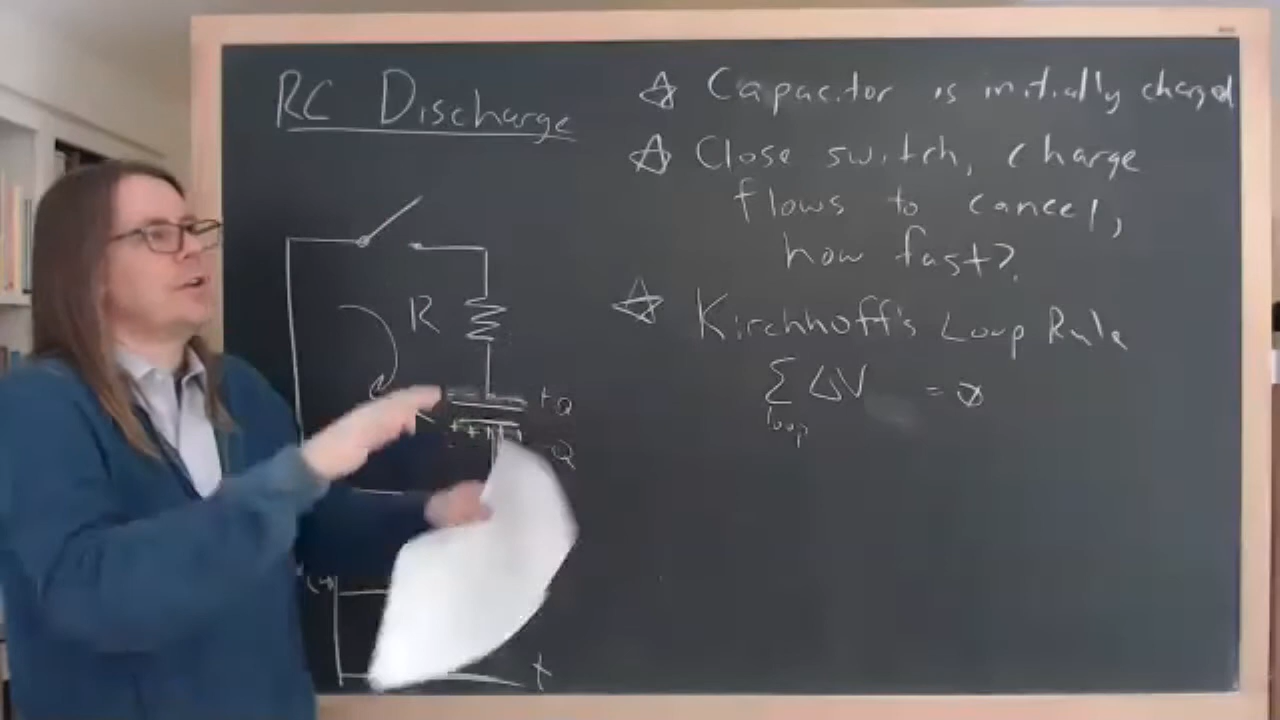 RC Discharge
☆ Capacitor is initially charged
☆ Close switch, charge
flows to cancel,
how fast?
☆ Kirchhoff's Loop Rule
Σ ΔV = 0
loop
R
+Q
-Q
t